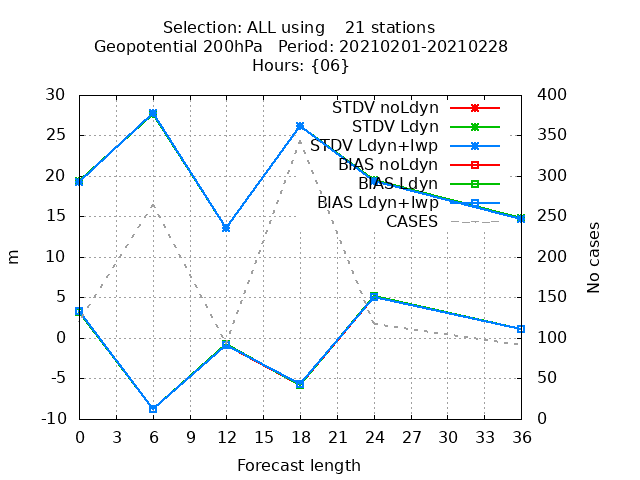 Selection: ALL using    21 stations
Geopotential 200hPa   Period: 20210201-20210228
Hours: {06}
30
25
20
15
10
5
0
-5
-10
400
350
300
250
200
150
100
50
0
STDV noLdyn
STDV Ldyn
STDV Ldyn+lwp
BIAS noLdyn
BIAS Ldyn
BIAS Ldyn+lwp
CASES
m
No cases
0 3 6 9 12 15 18 21 24 27 30 33 36
Forecast length